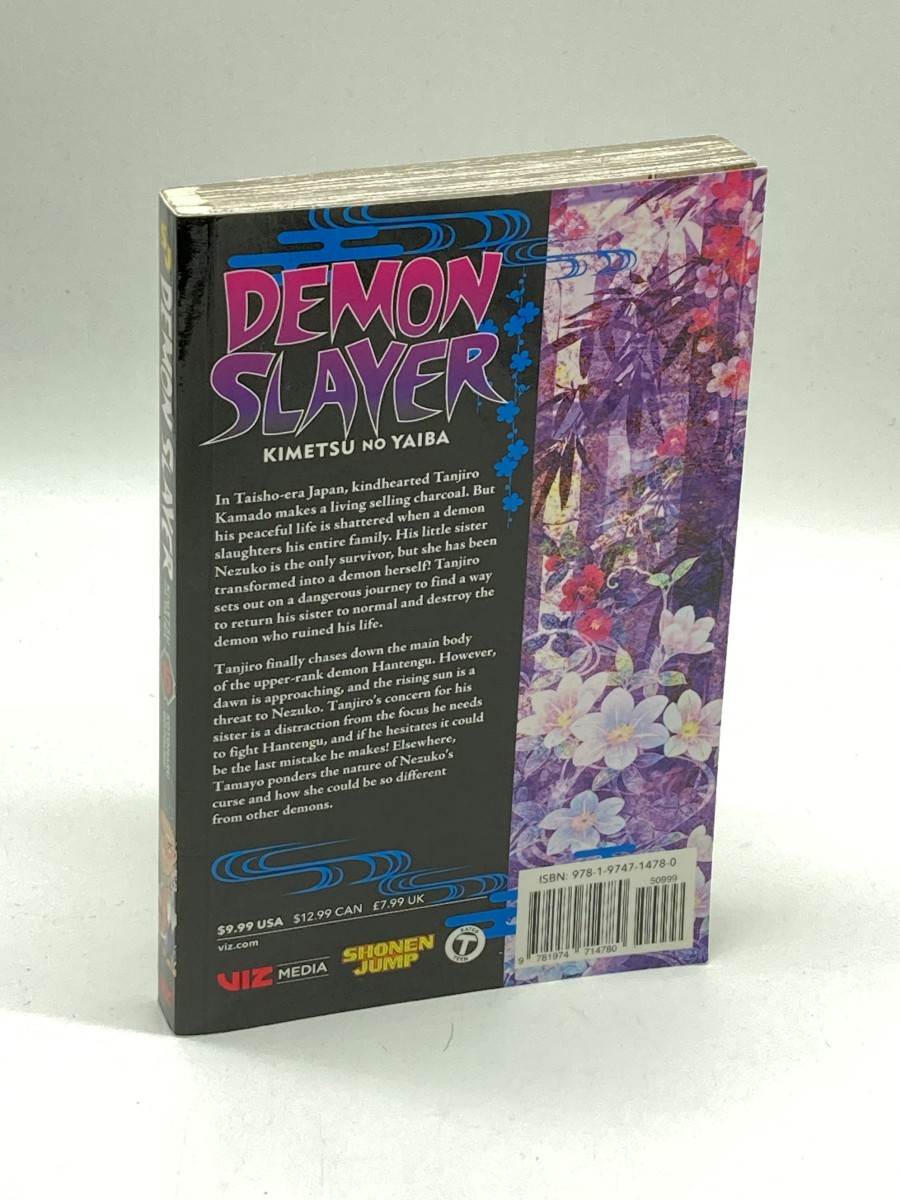 DEMON
SLAYER
KIMETSU NO YAIBA
In Taisho-era Japan, kindhearted Tanjiro
Kamado makes a living selling charcoal. But
his peaceful life is shattered when a demon
slaughters his entire family. His little sister
Nezuko is the only survivor, but she has been
transformed into a demon herself! Tanjiro
sets out on a dangerous journey to find a way
to return his sister to normal and destroy the
demon who ruined his life.
Tanjiro finally chases down the main body
of the upper-rank demon Hantengu. However,
dawn is approaching, and the rising sun is a
threat to Nezuko. Tanjiro's concern for his
sister is a distraction from the focus he needs
to fight Hantengu, and if he hesitates it could
be the last mistake he makes! Elsewhere,
Tamayo ponders the nature of Nezuko's
curse and how she could be so different
from other demons.
$9.99 USA $12.99 CAN £7.99 UK
viz.com
VIZ MEDIA
SHONEN
JUMP
RATED
T
TEEN
ISBN: 978-1-9747-1478-0
50999
9 781974 714780
DEMON SLAYER
VIZ